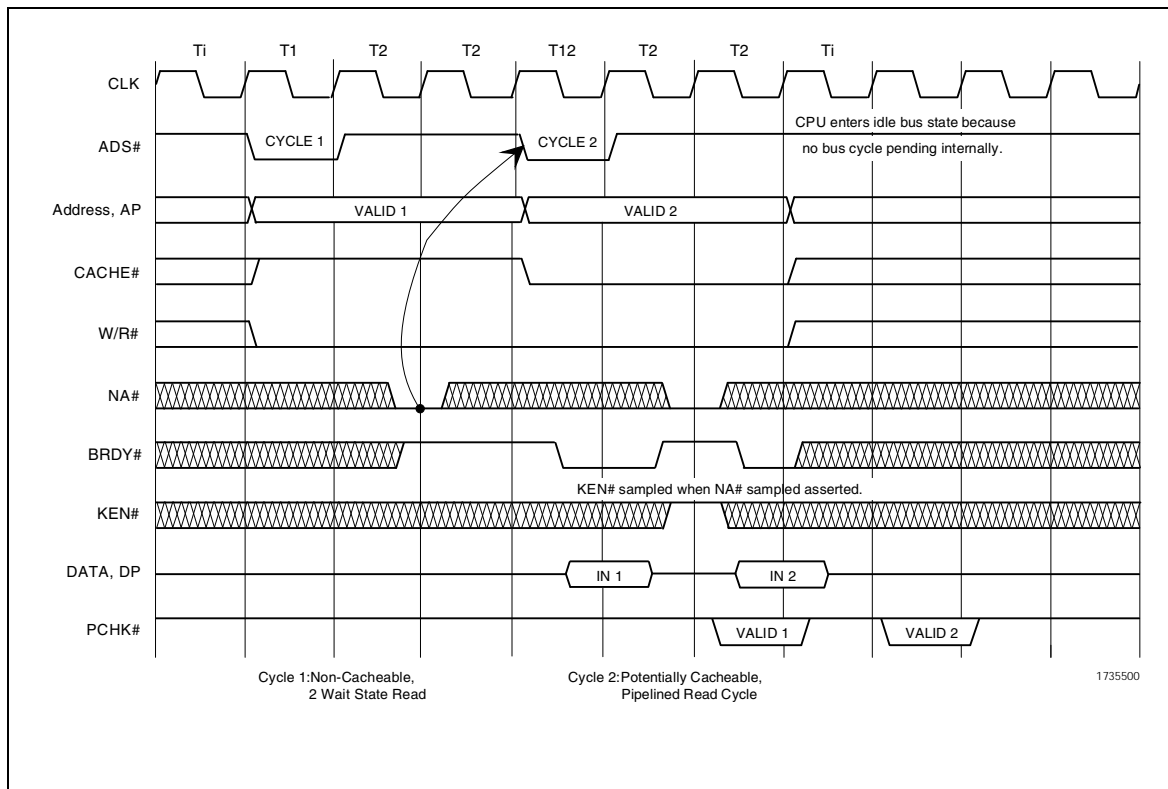 Ti T1 T2 T2 T12 T2 T2 Ti
CLK
CPU enters idle bus state because
no bus cycle pending internally.
ADS# CYCLE 1 CYCLE 2
Address, AP VALID 1 VALID 2
CACHE#
W/R#
NA#
BRDY#
KEN# sampled when NA# sampled asserted.
KEN#
DATA, DP IN 1 IN 2
PCHK# VALID 1 VALID 2
Cycle 1:Non-Cacheable,
2 Wait State Read
Cycle 2:Potentially Cacheable,
Pipelined Read Cycle
1735500